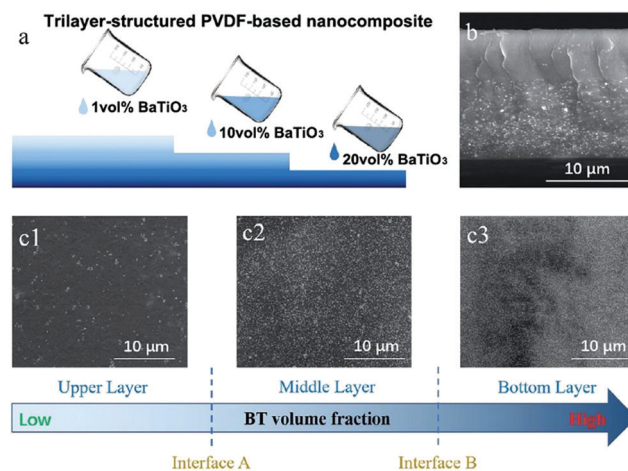 Trilayer-structured PVDF-based nanocomposite
a
1vol% BaTiO₃
10vol% BaTiO₃
20vol% BaTiO₃
b
10 μm
c1
10 μm
c2
10 μm
c3
10 μm
Upper Layer
Middle Layer
Bottom Layer
Low
BT volume fraction
High
Interface A
Interface B